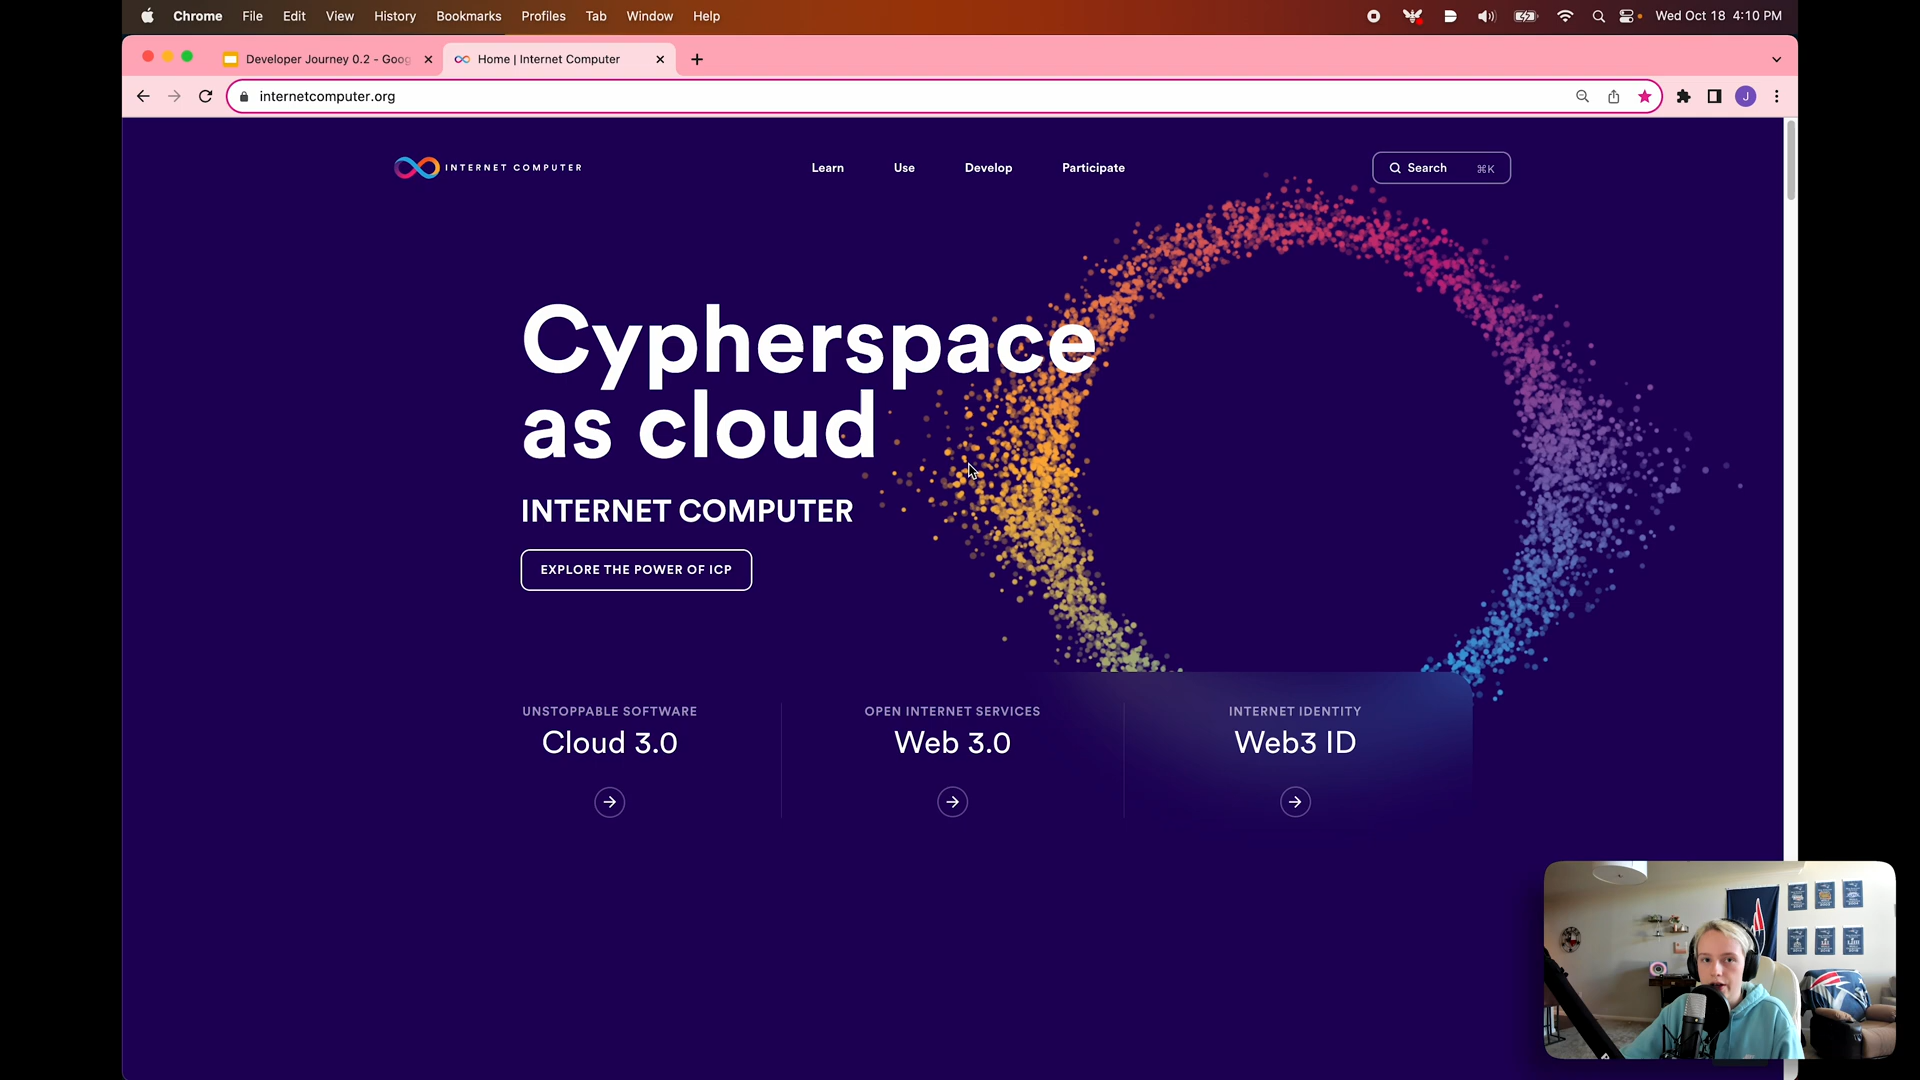 Chrome File Edit View History Bookmarks Profiles Tab Window Help Wed Oct 18 4:10 PM
Developer Journey 0.2 - Goog Home | Internet Computer
internetcomputer.org J
INTERNET COMPUTER Learn Use Develop Participate Search ⌘K
Cypherspace
as cloud
INTERNET COMPUTER
EXPLORE THE POWER OF ICP
UNSTOPPABLE SOFTWARE OPEN INTERNET SERVICES INTERNET IDENTITY
Cloud 3.0 Web 3.0 Web3 ID